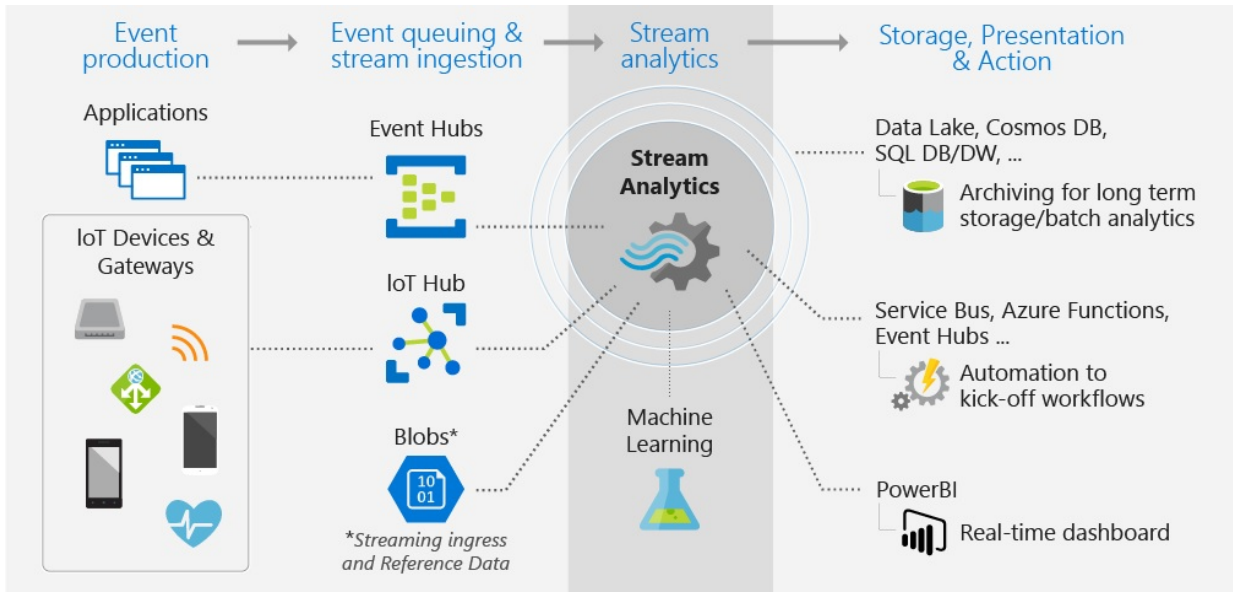 Event
production
Event queuing &
stream ingestion
Stream
analytics
Storage, Presentation
& Action
Applications
IoT Devices &
Gateways
Event Hubs
IoT Hub
Blobs*
10
01
*Streaming ingress
and Reference Data
Stream
Analytics
Machine
Learning
Data Lake, Cosmos DB,
SQL DB/DW, ...
Archiving for long term
storage/batch analytics
Service Bus, Azure Functions,
Event Hubs ...
Automation to
kick-off workflows
PowerBI
Real-time dashboard